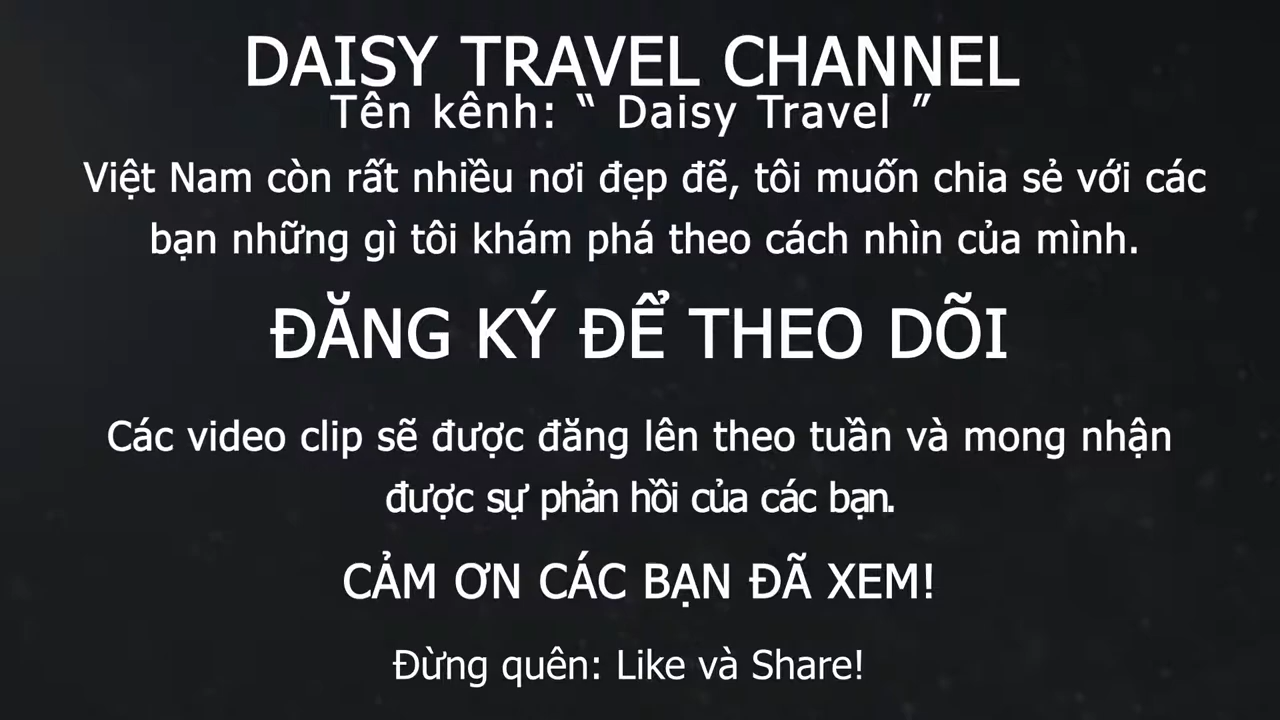 DAISY TRAVEL CHANNEL
Tên kênh: “ Daisy Travel ”
Việt Nam còn rất nhiều nơi đẹp đẽ, tôi muốn chia sẻ với các
bạn những gì tôi khám phá theo cách nhìn của mình.
ĐĂNG KÝ ĐỂ THEO DÕI
Các video clip sẽ được đăng lên theo tuần và mong nhận
được sự phản hồi của các bạn.
CẢM ƠN CÁC BẠN ĐÃ XEM!
Đừng quên: Like và Share!